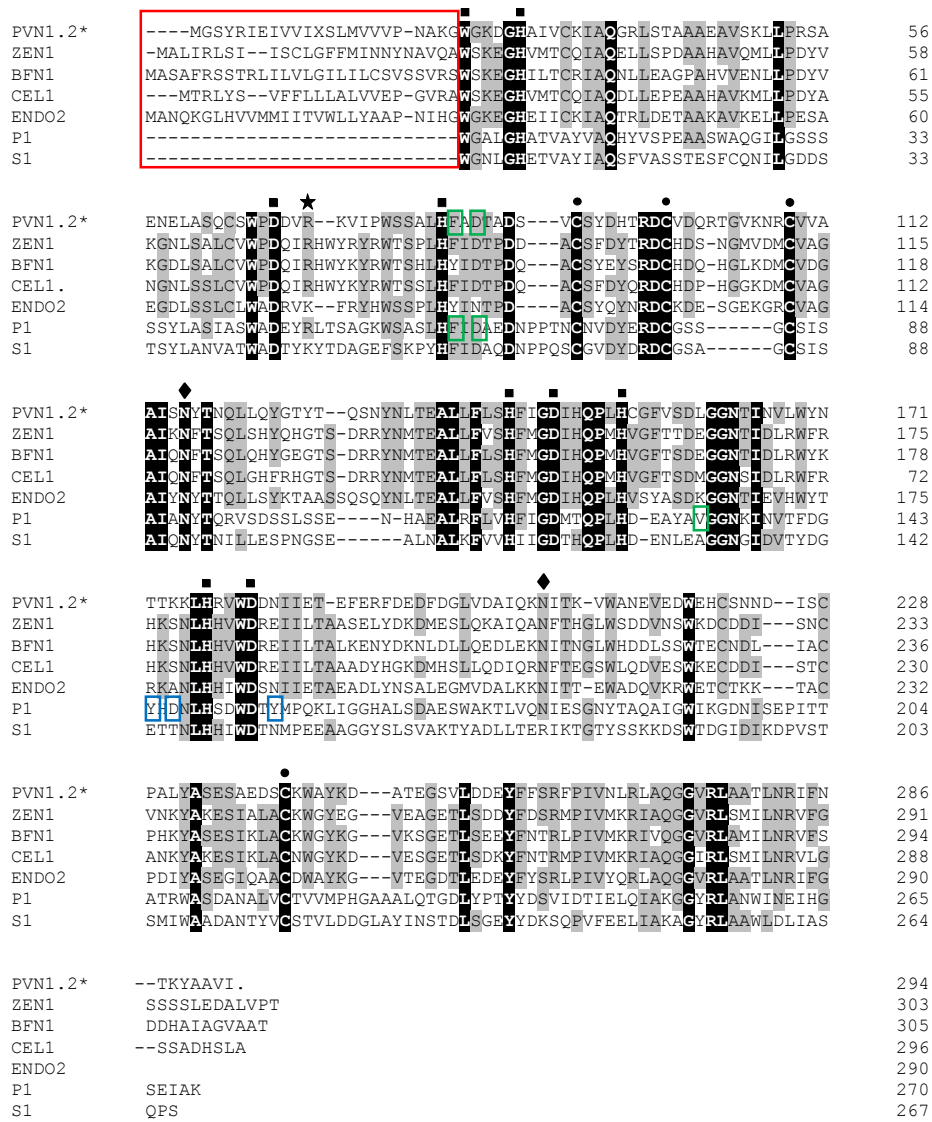 PVN1.2* ----MGSYRIEIVVIXSLMVVVP-NAKGWGKDGHAIVCKIAQGRLSTAAAEAVSKLLPRSA 56
ZEN1 -MALIRLSI-ISCLGFFMINNYNAVQAWSKEGHVMTCQIAQELLSPDAAHAVQMLLPDYV 58
BFN1 MASAFRSSTRLILVLGILILCSVSSVRSWSKEGHILTCRIAQNLLEAGPAHVVENLLPDYV 61
CEL1 ---MTRLYS-VFFLLLALVVEP-GVRAWSKEGHVMTCQIAQDLLEPEAAHAVKMLLPDYA 55
ENDO2 MANQKGLHVVMMIITVWLLYAAP-NIHGWGKEGHEIICKIAQTRLDETAAKAVKELLPESA 60
P1 -----------------------------WGALGHATVAYVAQHYVSPEAASWAQGILGSSS 33
S1 -----------------------------WGNLGHETVAYIAQSFVASSTESFCQNILGDDS 33
PVN1.2* ENELASQCSWPDDVR--KVIPWSSALHFADTADS---VCSYDHTRDCVDQRTGVKNRCVVA 112
ZEN1 KGNLSALCVWPDQIRHWYRYRWTSPLHFIDTPDD---ACSFDYTRDCHDS-NGMVDMCVAG 115
BFN1 KGDLSALCVWPDQIRHWYKYRWTSHLHYIDTPDQ---ACSYEYSRDCHDQ-HGLKDMCVDG 118
CEL1. NGNLSSLCVWPDQIRHWYKYRWTSSLHFIDTPDQ---ACSFDYQRDCHDP-HGGKDMCVAG 112
ENDO2 EGDLSSLCLWADRVK--FRYHWSSPLHYINTPD----ACSYQYNRDCKDE-SGEKGRCVAG 114
P1 SSYLASIASWADEYRLTSAGKWSASLHFIDAEDNPPTNCNVDYERDCGSS----GCSIS 88
S1 TSYLANVATWADTYKYTDAGEFSKPYHFIDAQDNPPQSCGVDYDRDCGSA------GCSIS 88
PVN1.2* AISNYTNQLLQYGTYT--QSNYNLTEALLFLSHFIGDIHQPLHCGFVSDLGGNTINVLWYN 171
ZEN1 AIKNFTSQLSHYQHGTS-DRRYNMTEALLFVSHFMGDIHQPMHVGFTTDEGGNTIDLRWFR 175
BFN1 AIQNFTSQLQHYGEGTS-DRRYNMTEALLFLSHFMGDIHQPMHVGFTSDEGGNTIDLRWYK 178
CEL1 AIQNFTSQLGHFRHGTS-DRRYNMTEALLFLSHFMGDIHQPMHVGFTSDMGGNSIDLRWFR 72
ENDO2 AIYNYTTQLLSYKTAASSQSQYNLTEALLFVSHFMGDIHQPLHVSYASDKGGNTIEVHWYT 175
P1 AIANYTQRVSDSSLSSE----N-HAEALRFLVHFIGDMTQPLHD-EAYAVGGNKINVTFDG 143
S1 AIQNYTNILLESPNGSE------ALNALKFVVHIIGDTHQPLHD-ENLEAGGNGIDVTYDG 142
PVN1.2* TTKKLHRVWDDNIIET-EFERFDEDFDGLVDAIQKNITK-VWANEVEDWEHCSNND--ISC 228
ZEN1 HKSNLHHVWDREIILTAASELYDKDMESLQKAIQANFTHGLWSDDVNSWKDCDDI---SNC 233
BFN1 HKSNLHHVWDREIILTALKENYDKNLDLLQEDLEKNITNGLWHDDLSSWTECNDL---IAC 236
CEL1 HKSNLHHVWDREIILTAAADYHGKDMHSLLQDIQRNFTEGSWLQDVESWKECDDI---STC 230
ENDO2 RKANLHHIWDSNIIETAEADLYNSALEGMVDALKKNITT-EWADQVKRWETCTKK---TAC 232
P1 YHDNLHSDWDTYMPQKLIGGHALSDAESWAKTLVQNIESGNYTAQAIGWIKGDNISEPITT 204
S1 ETTNLHHIWDTNMPEEAAGGYSLSVAKTYADLLTERIKTGTYSSKKDSWTDGIDIKDPVST 203
PVN1.2* PALYASESAEDSCKWAYKD---ATEGSVLDDEYFFSRFPIVNLRLAQGGVRLAATLNRIFN 286
ZEN1 VNKYAKESIALACKWGYEG---VEAGETLSDDYFDSRMPIVMKRIAQGGVRLSMILNRVFG 291
BFN1 PHKYASESIKLACKWGYKG---VKSGETLSEEYFNTRLPIVMKRIVQGGVRLAMILNRVFS 294
CEL1 ANKYAKESIKLACNWGYKD---VESGETLSDKYFNTRMPIVMKRIAQGGIRLSMILNRVLG 288
ENDO2 PDIYASEGIQAACDWAYKG---VTEGDTLEDEYFYSRLPIVYQRLAQGGVRLAATLNRIFG 290
P1 ATRWASDANALVCTVVMPHGAAALQTGDLYPTYYDSVIDTIELQIAKGGYRLANWINEIHG 265
S1 SMIWAADANTYVCSTVLDDGLAYINSTDLSGEYYDKSQPVFEELIAKAGYRLAAWLDLIAS 264
PVN1.2* --TKYAAVI. 294
ZEN1 SSSSLEDALVPT 303
BFN1 DDHAIAGVAAT 305
CEL1 --SSADHSLA 296
ENDO2 290
P1 SEIAK 270
S1 QPS 267